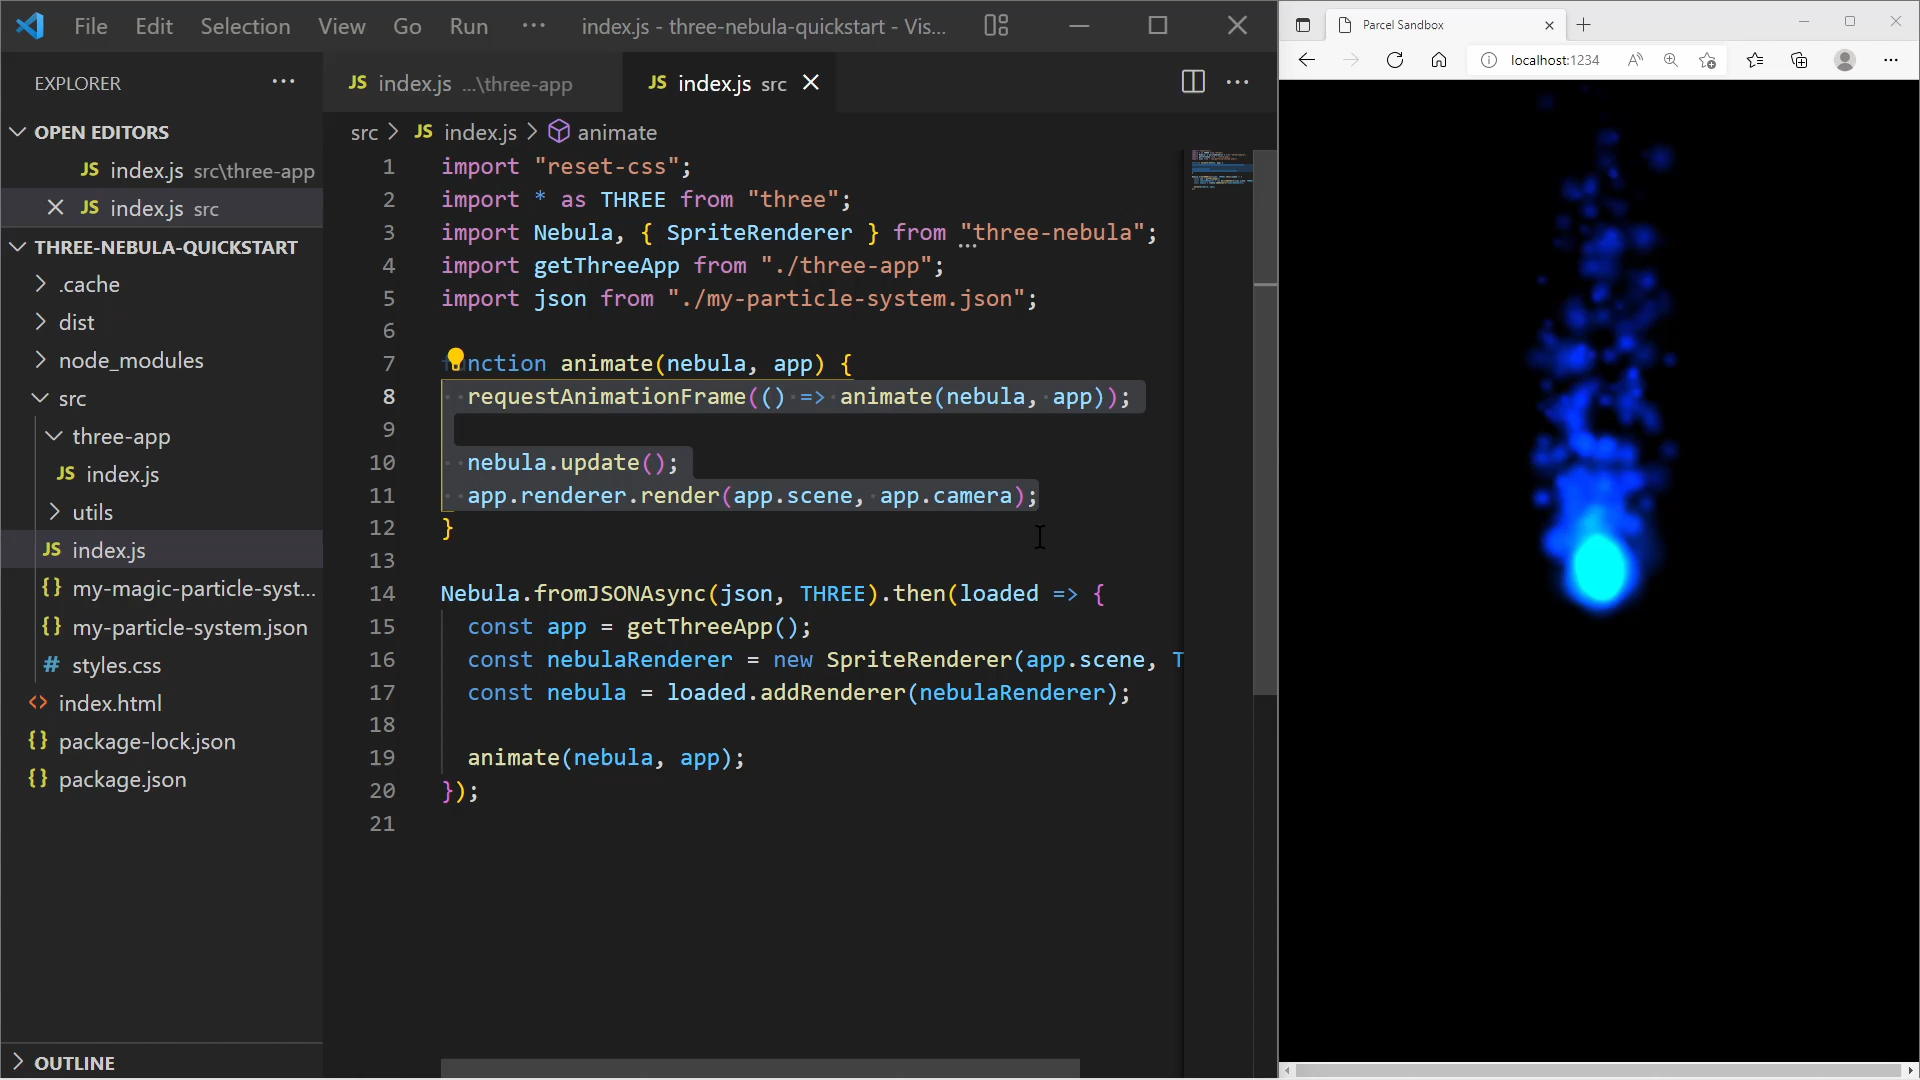 File Edit Selection View Go Run ··· index.js - three-nebula-quickstart - Vis...
EXPLORER ···
OPEN EDITORS
JS index.js src\three-app
JS index.js src
THREE-NEBULA-QUICKSTART
.cache
dist
node_modules
src
three-app
JS index.js
utils
JS index.js
{} my-magic-particle-syst...
{} my-particle-system.json
# styles.css
<> index.html
{} package-lock.json
{} package.json
OUTLINE
JS index.js ...\three-app JS index.js src
src > JS index.js > animate
1 import "reset-css";
2 import * as THREE from "three";
3 import Nebula, { SpriteRenderer } from "three-nebula";
4 import getThreeApp from "./three-app";
5 import json from "./my-particle-system.json";
6
7 nction animate(nebula, app) {
8 requestAnimationFrame(() => animate(nebula, app));
9
10 nebula.update();
11 app.renderer.render(app.scene, app.camera);
12 }
13
14 Nebula.fromJSONAsync(json, THREE).then(loaded => {
15 const app = getThreeApp();
16 const nebulaRenderer = new SpriteRenderer(app.scene, T
17 const nebula = loaded.addRenderer(nebulaRenderer);
18
19 animate(nebula, app);
20 });
21
Parcel Sandbox
localhost:1234